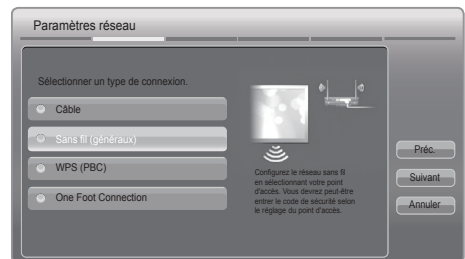 Paramètres réseau
Sélectionner un type de connexion.
Câble
Sans fil (généraux)
WPS (PBC)
One Foot Connection
Configurez le réseau sans fil
en sélectionnant votre point
d'accès. Vous devrez peut-être
entrer le code de sécurité selon
le réglage du point d'accès.
Préc.
Suivant
Annuler